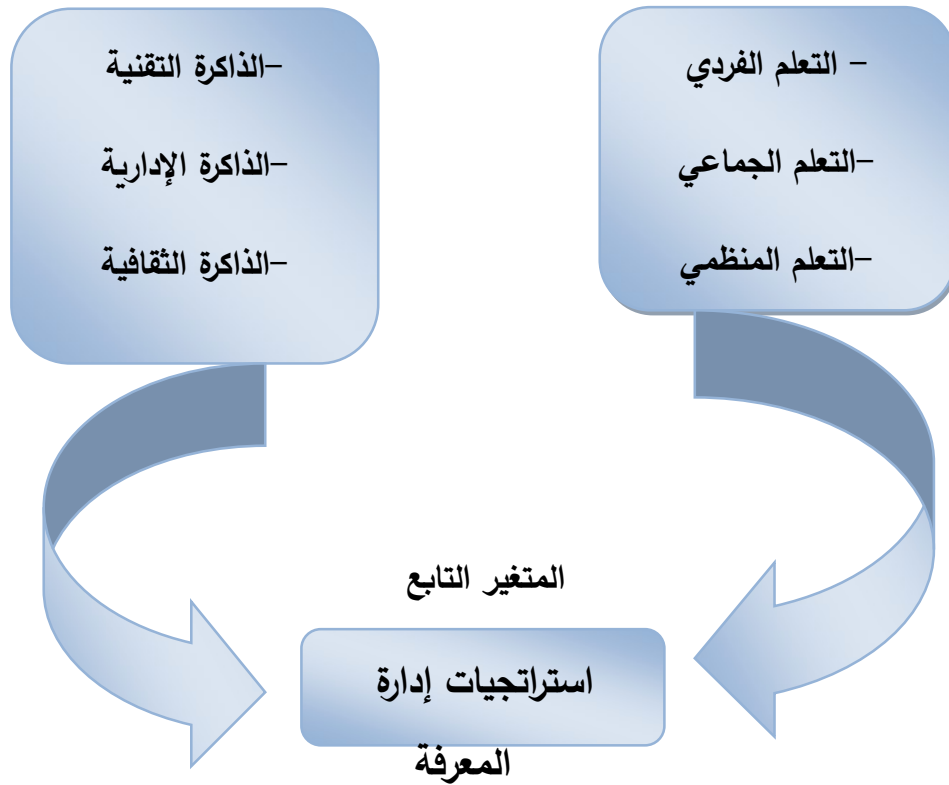 - التعلم الفردي
-التعلم الجماعي
-التعلم المنظمي
-الذاكرة التقنية
-الذاكرة الإدارية
-الذاكرة الثقافية
المتغير التابع
استراتجيات إدارة
المعرفة